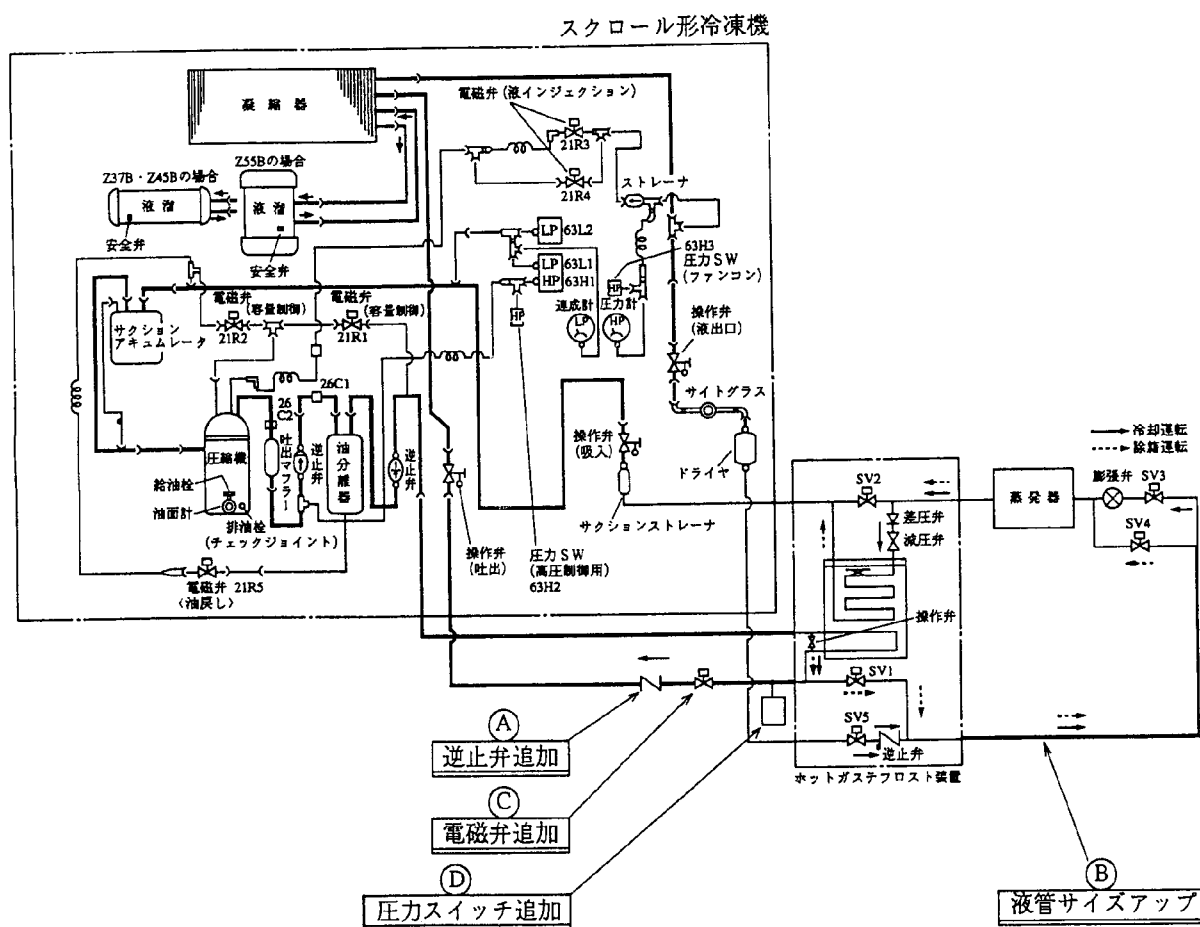 スクロール形冷凍機
凝縮器
電磁弁(液インジェクション)
21R3
21R4
Z55Bの場合
Z37B・Z45Bの場合
液溜
液溜
安全弁
安全弁
ストレーナ
LP
63L2
LP
63L1
HP
63H1
HP
63H3
圧力SW
(ファンコン)
HP
連成計
圧力計
LP
HP
電磁弁
(容量制御)
電磁弁
(容量制御)
21R2
21R1
サクション
アキュムレータ
操作弁
(液出口)
サイトグラス
26C1
26
C2
圧縮機
吐出マフラー
逆止弁
油分離器
逆止弁
操作弁
(吸入)
ドライヤ
給油栓
油面計
排油栓
(チェックジョイント)
サクションストレーナ
操作弁
(吐出)
圧力SW
(高圧制御用)
63H2
電磁弁 21R5
<油戻し>
冷却運転
除霜運転
SV2
差圧弁
減圧弁
蒸発器
膨張弁
SV3
SV4
操作弁
SV1
SV5
逆止弁
ホットガスデフロスト装置
A
逆止弁追加
C
電磁弁追加
D
圧力スイッチ追加
B
液管サイズアップ